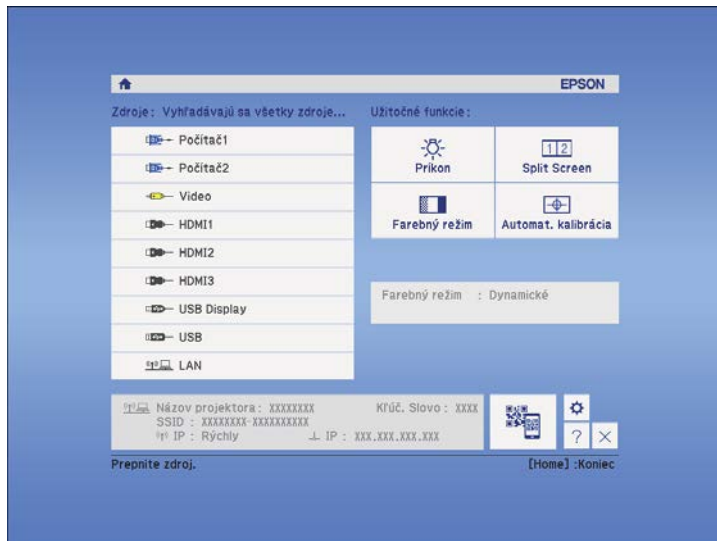 EPSON
Zdroje: Vyhľadávajú sa všetky zdroje...
Užitočné funkcie:
Počítač1
Počítač2
Video
HDMI1
HDMI2
HDMI3
USB Display
USB
LAN
Príkon
1 2
Split Screen
Farebný režim
Automat. kalibrácia
Farebný režim : Dynamické
Názov projektora: XXXXXXXX Kľúč. Slovo: XXXX
SSID : XXXXXXXX-XXXXXXXXXX
IP : Rýchly IP : XXX.XXX.XXX.XXX
?
Prepnite zdroj. [Home] :Koniec